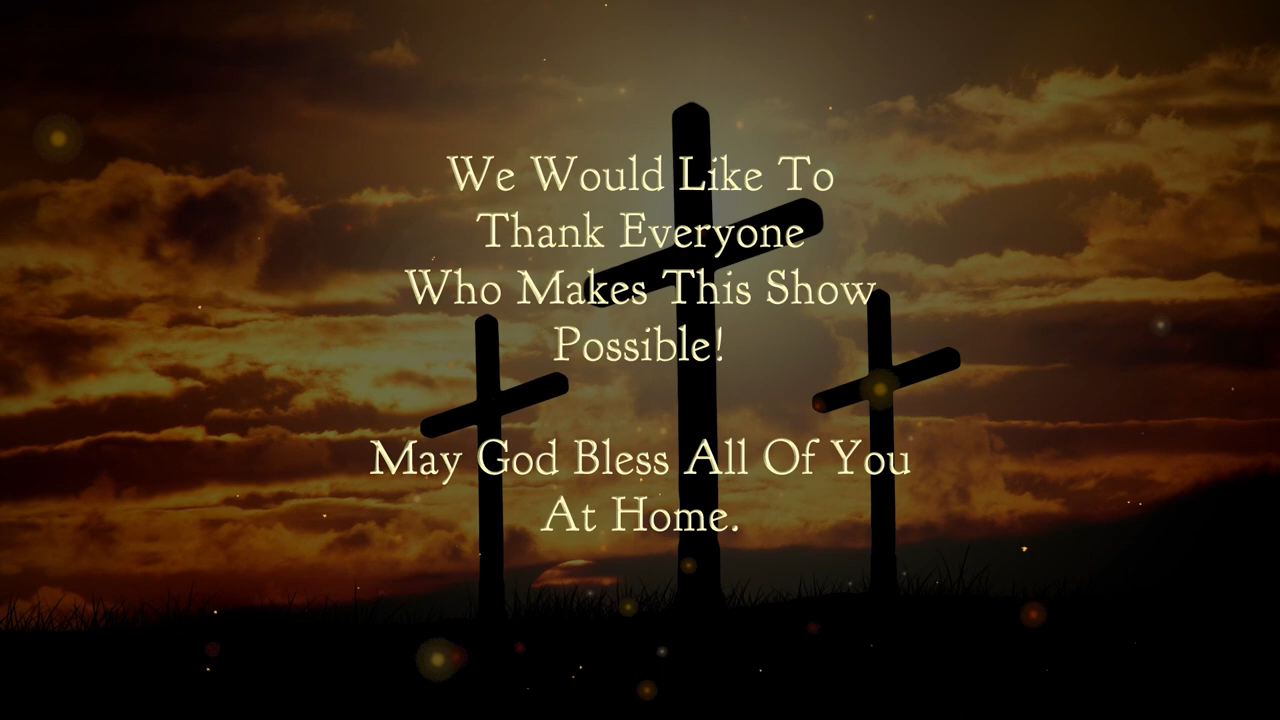 We Would Like To
Thank Everyone
Who Makes This Show
Possible!
May God Bless All Of You
At Home.